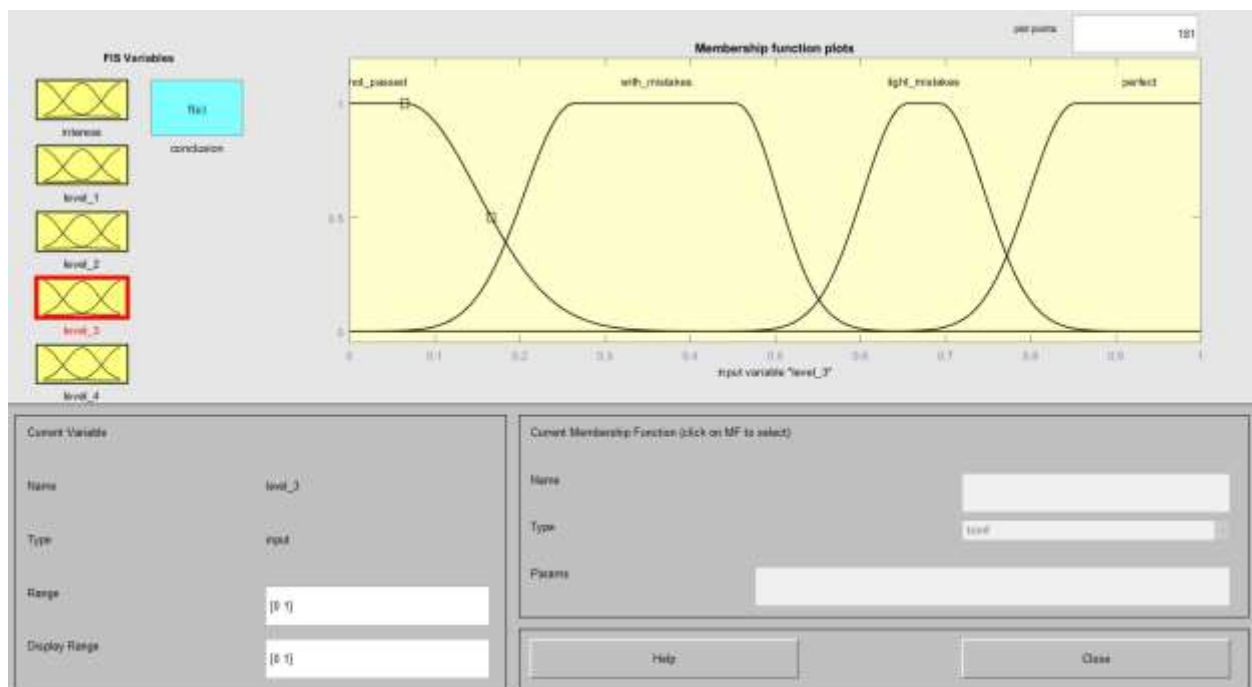 plot points
181
FIS Variables
Membership function plots
f(u)
conclusion
interese
level_1
level_2
level_3
level_4
not_passed with_mistakes light_mistakes perfect
1
0.5
0
0 0.1 0.2 0.3 0.4 0.5 0.6 0.7 0.8 0.9 1
input variable "level_3"
Current Variable
Name level_3
Type input
Range [0 1]
Display Range [0 1]
Current Membership Function (click on MF to select)
Name
Type
Params
Help Close